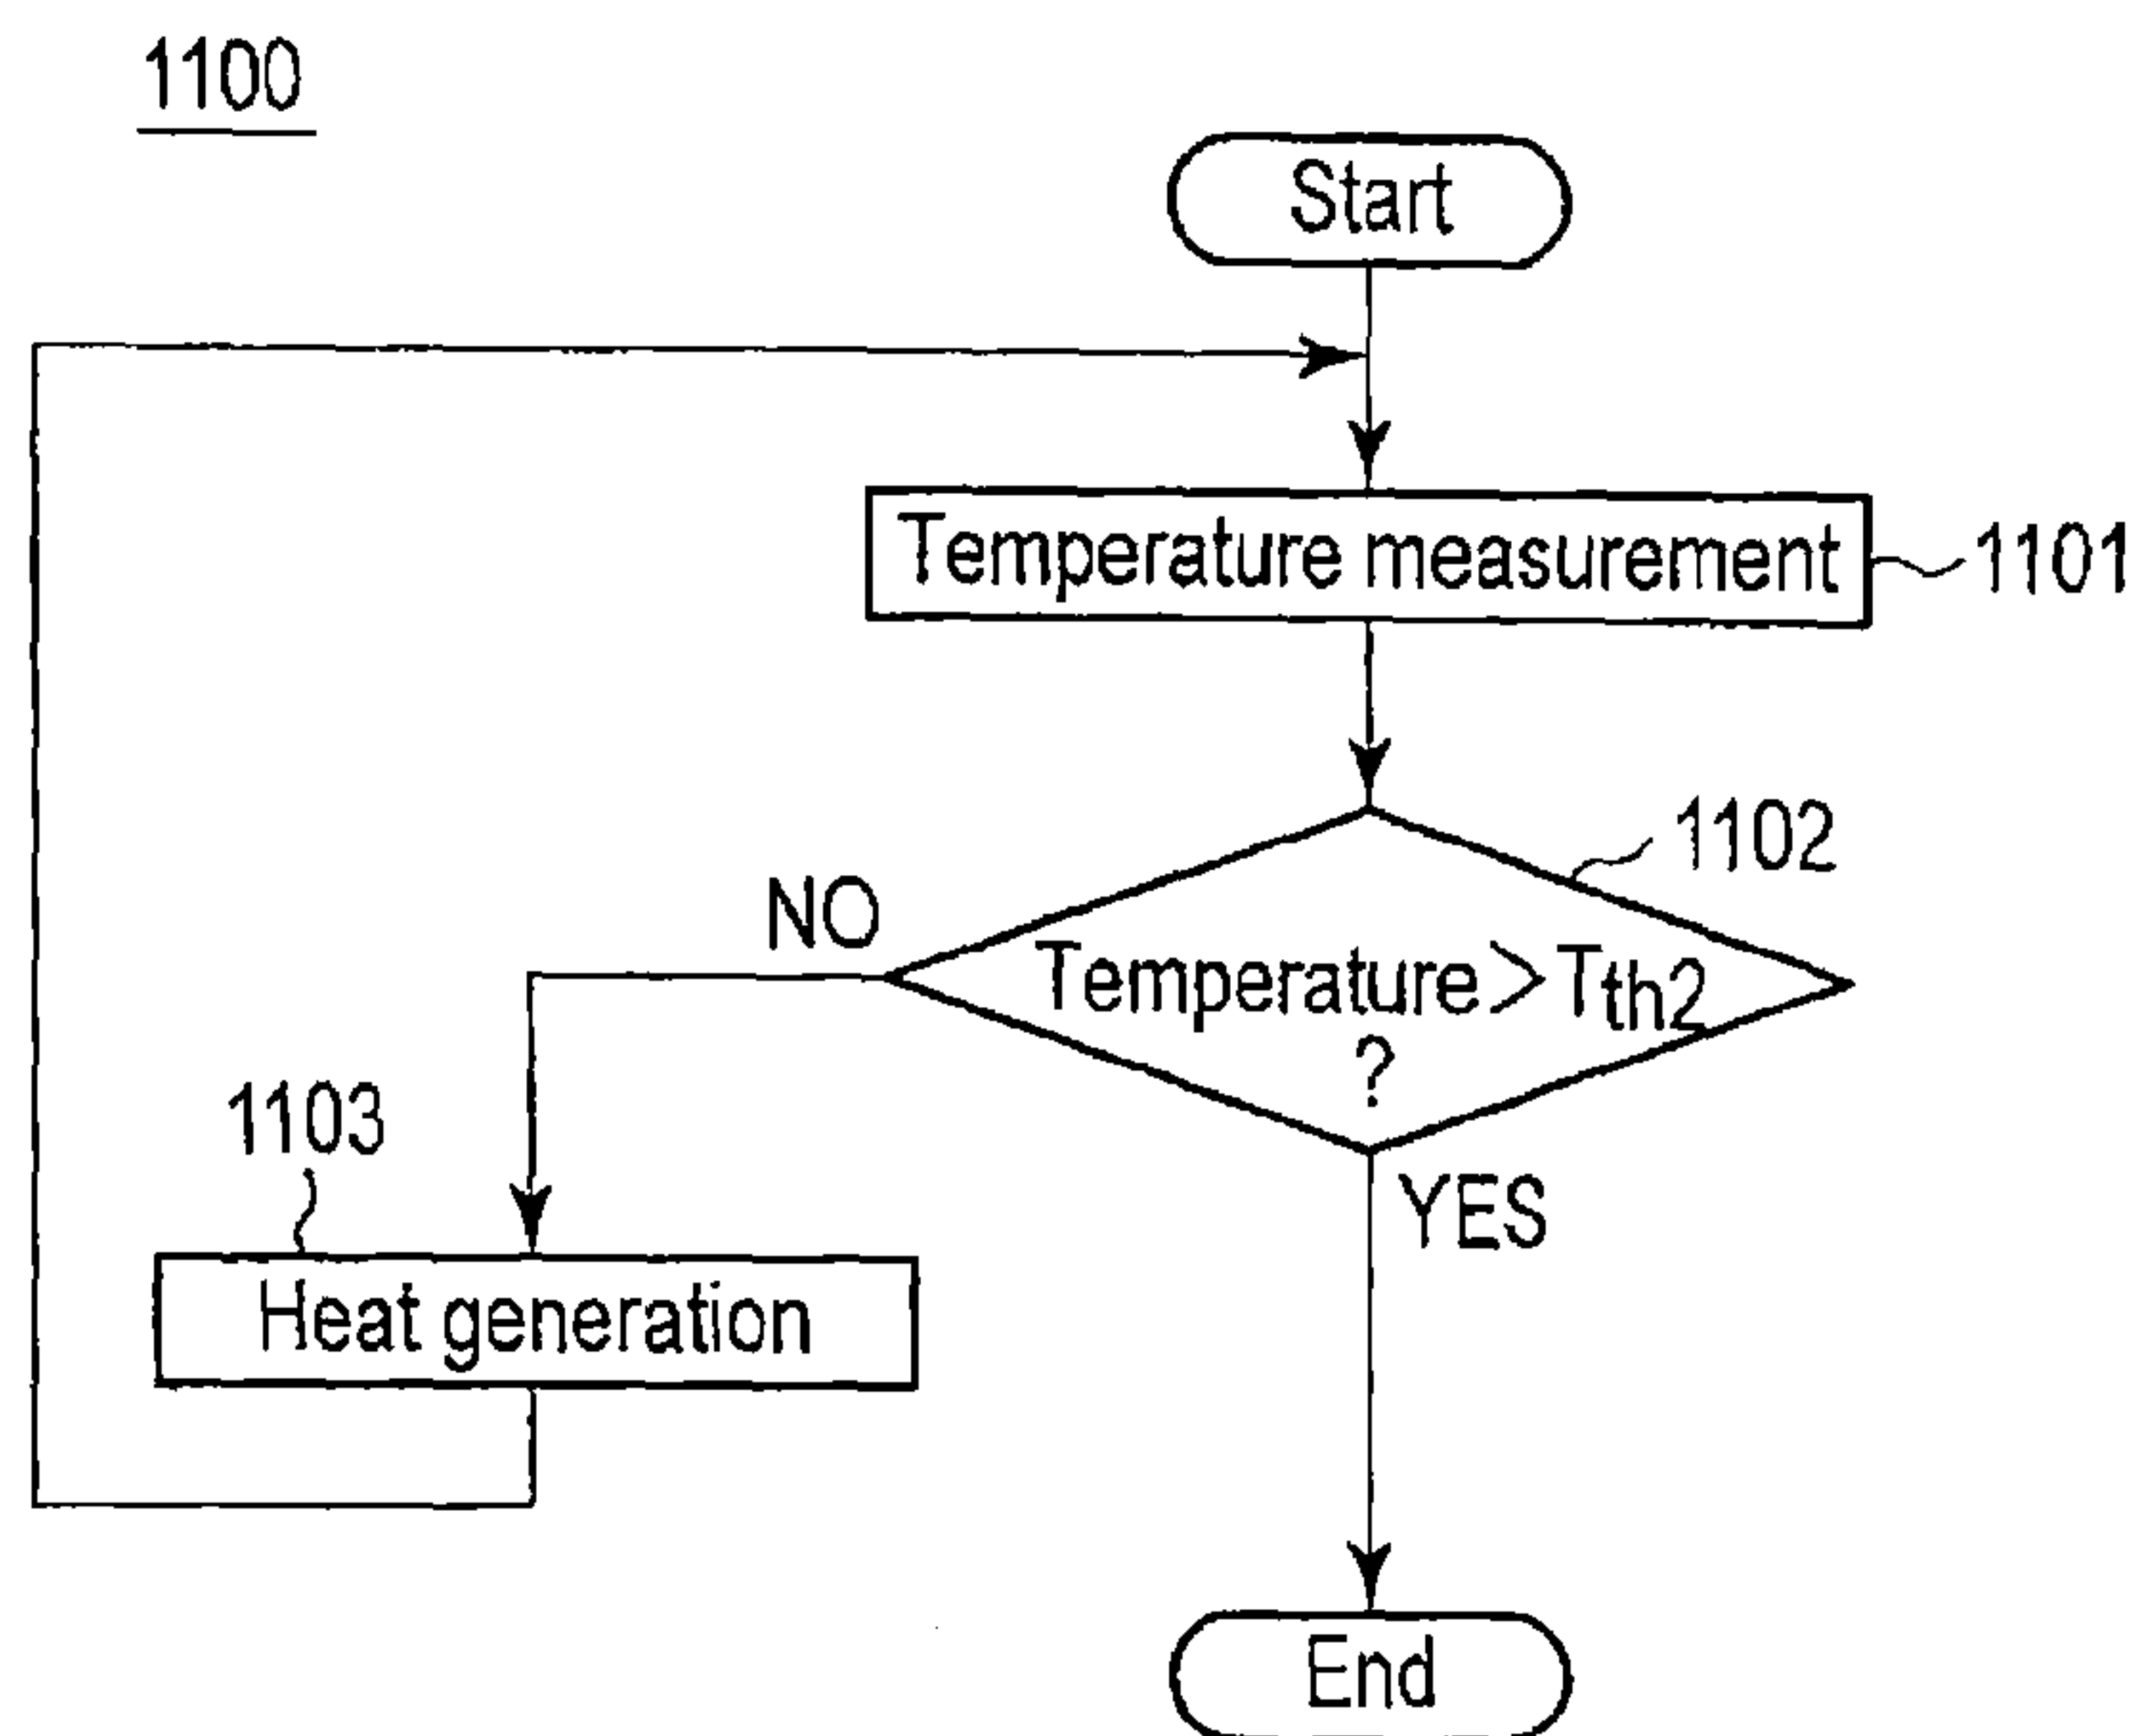 1100
Start
Temperature measurement
1101
1102
NO
Temperature>Tth2
?
YES
1103
Heat generation
End